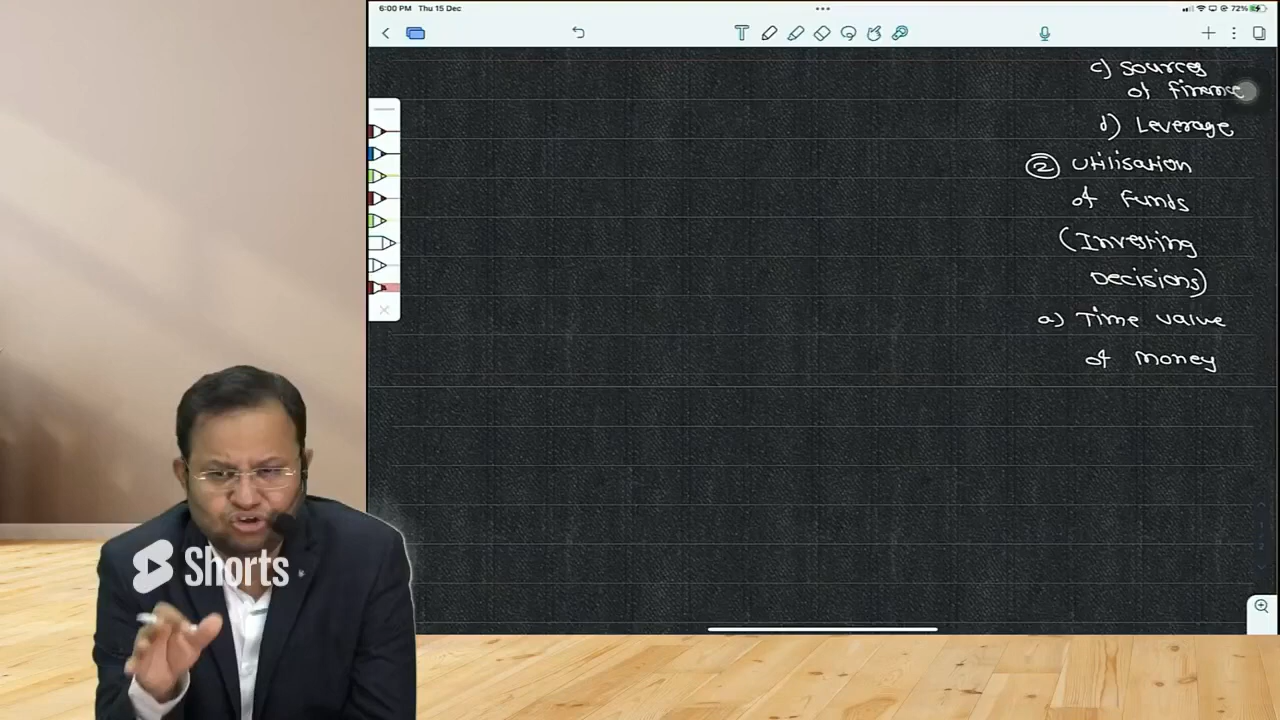 6:00 PM Thu 15 Dec
72%
T
c) Sources
of Finance
d) Leverage
② Utilisation
of Funds
(Investing
Decisions)
a) Time value
of money
Shorts